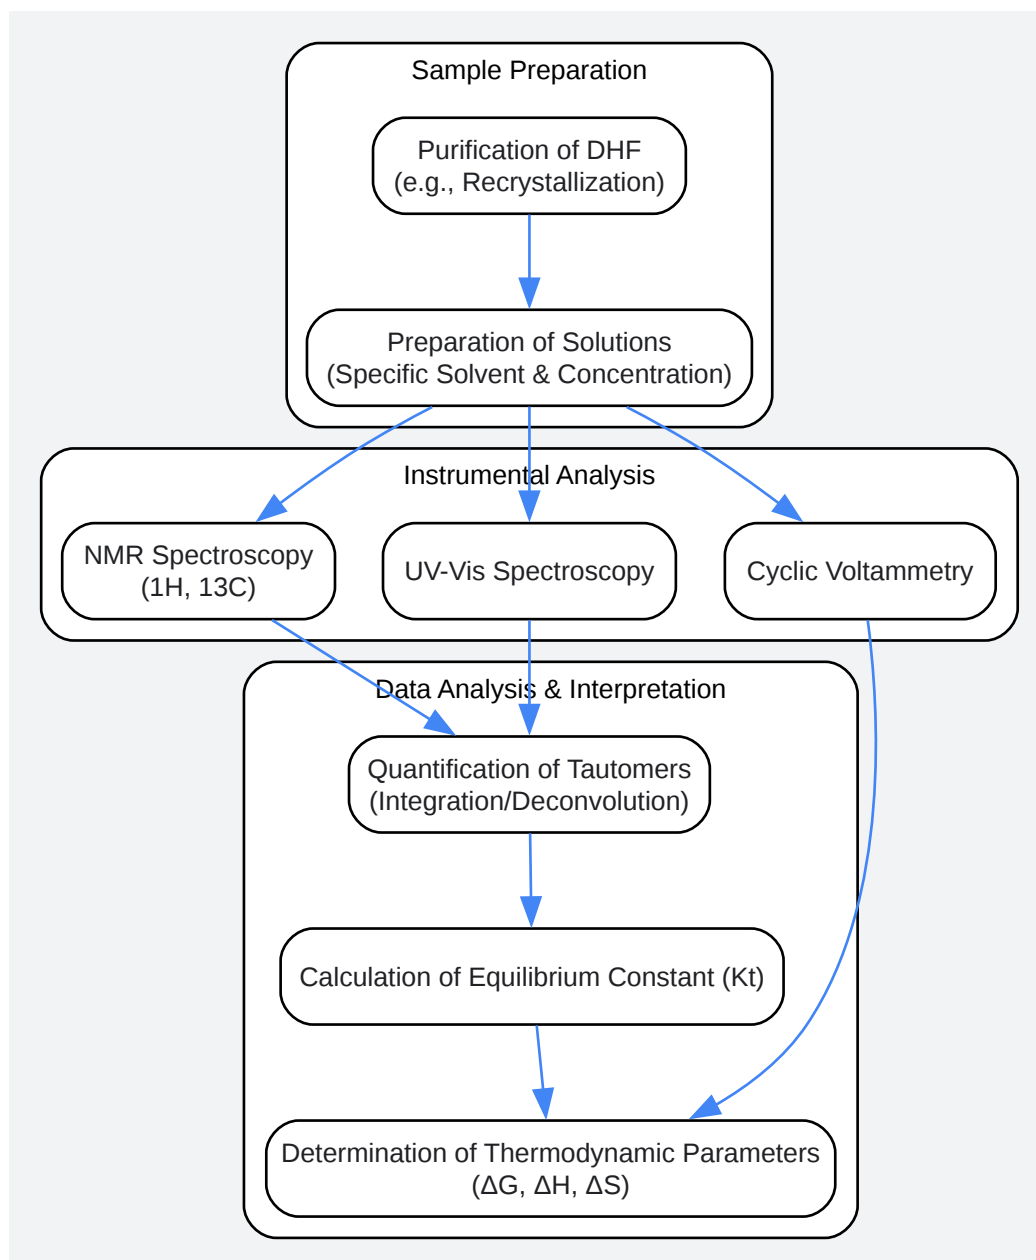 Sample Preparation
Purification of DHF
(e.g., Recrystallization)
Preparation of Solutions
(Specific Solvent & Concentration)
Instrumental Analysis
NMR Spectroscopy
(1H, 13C)
UV-Vis Spectroscopy
Cyclic Voltammetry
Data Analysis & Interpretation
Quantification of Tautomers
(Integration/Deconvolution)
Calculation of Equilibrium Constant (Kt)
Determination of Thermodynamic Parameters
(ΔG, ΔH, ΔS)